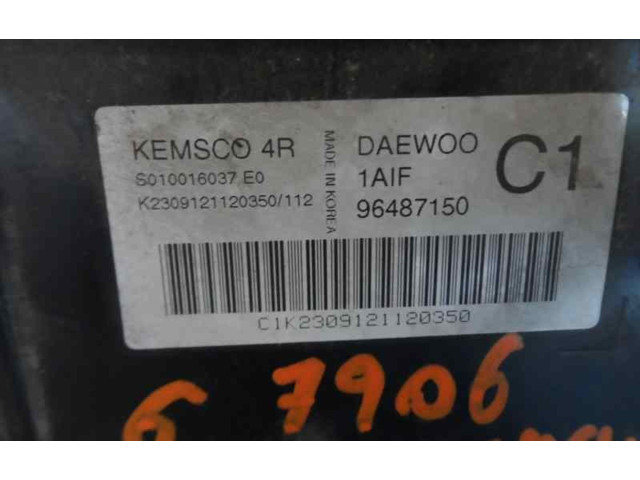 KEMSCO 4R
S010016037 E0
K2309121120350/112
MADE IN KOREA
DAEWOO
1AIF
96487150
C1
C1K2309121120350
6 7906